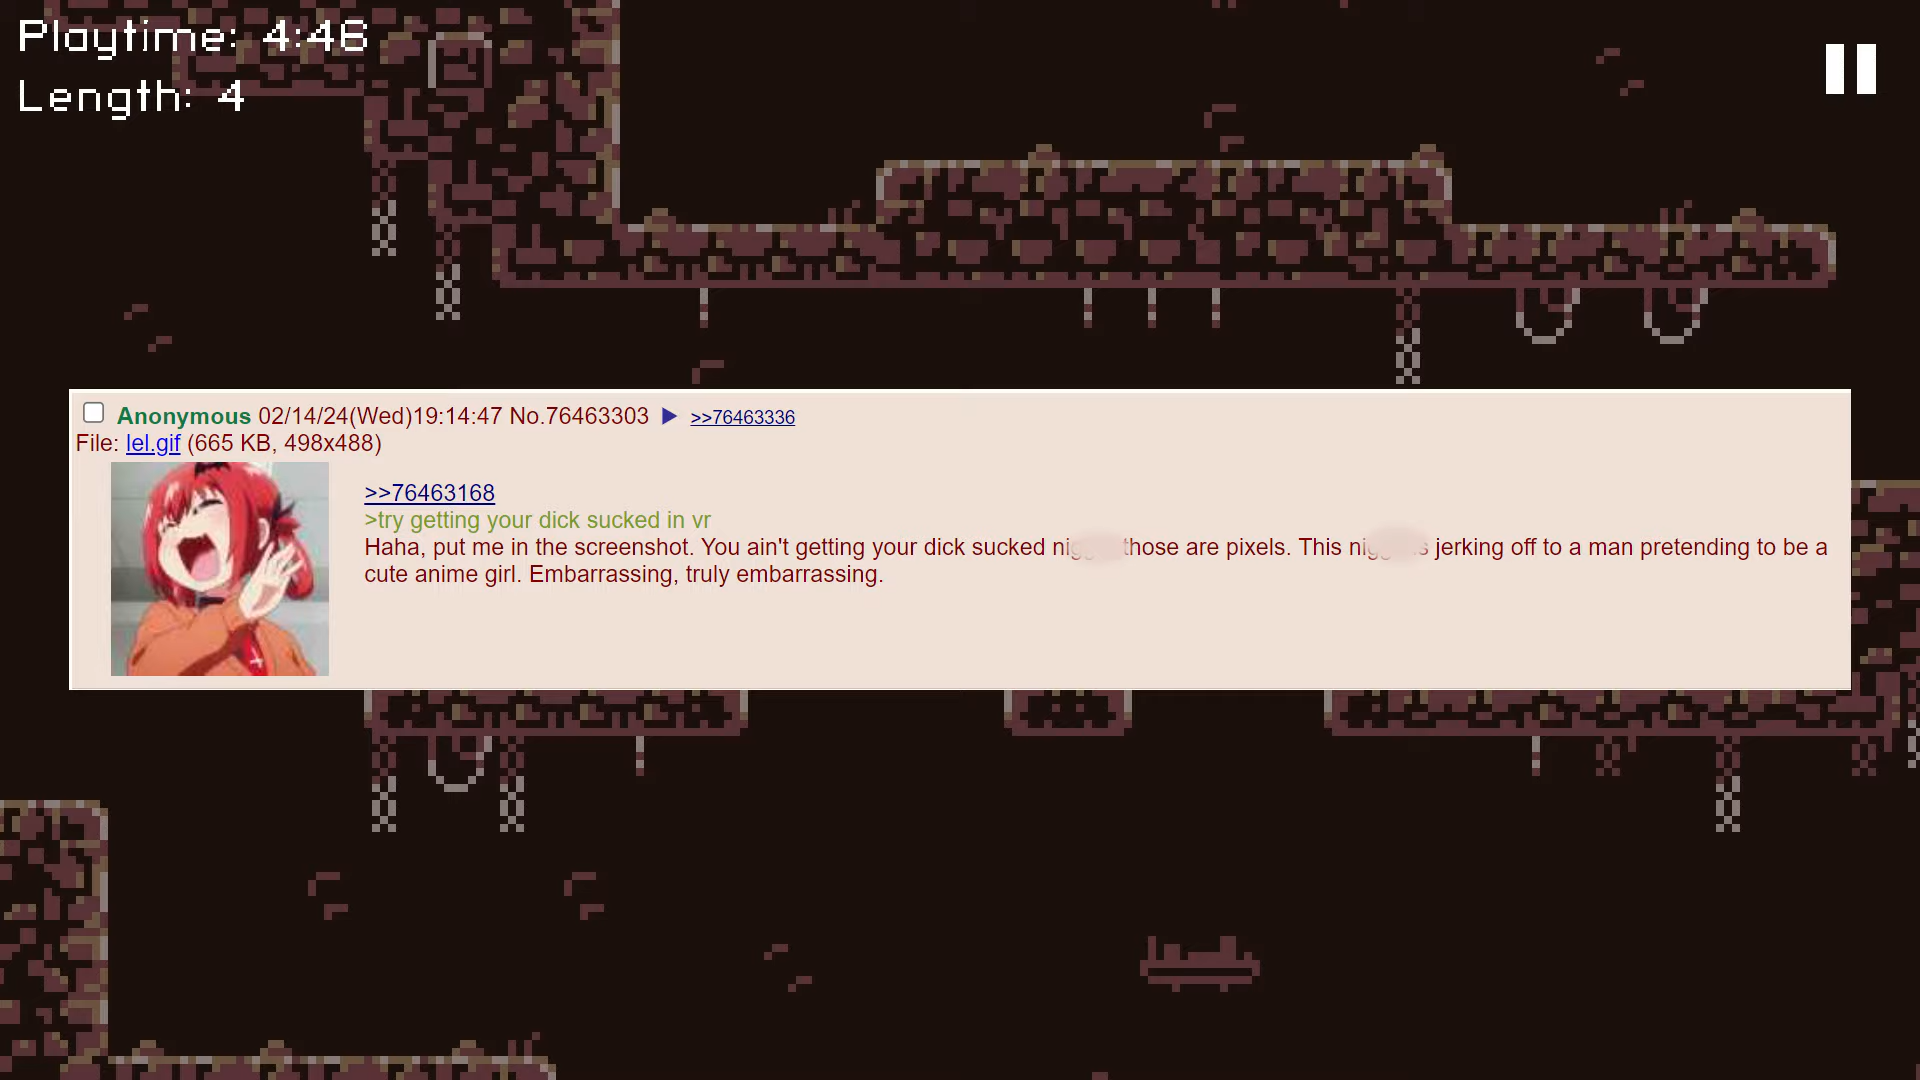 Playtime: 4:46
Length: 4
Anonymous 02/14/24(Wed)19:14:47 No.76463303 ▶ >>76463336
File: lel.gif (665 KB, 498x488)
>>76463168
>try getting your dick sucked in vr
Haha, put me in the screenshot. You ain't getting your dick sucked those are pixels. This jerking off to a man pretending to be a
cute anime girl. Embarrassing, truly embarrassing.